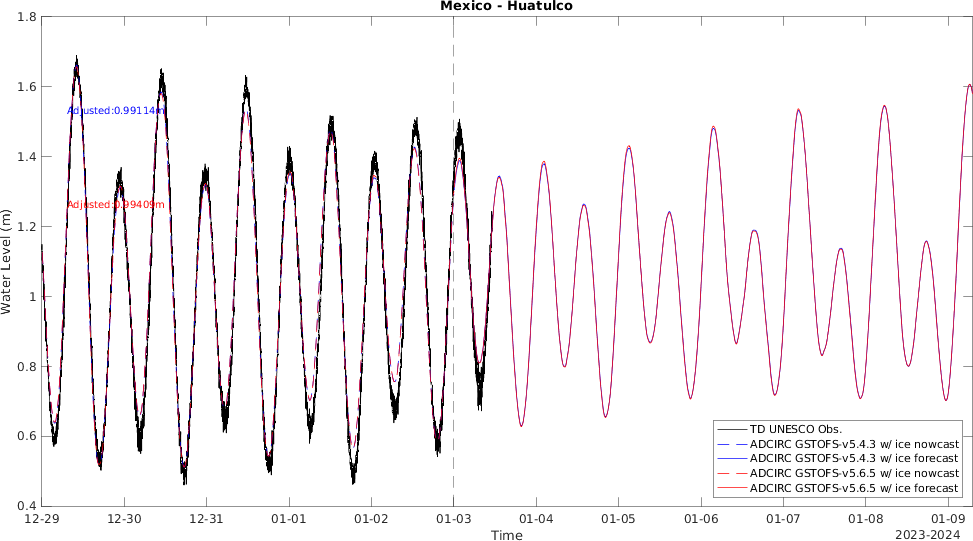 Mexico - Huatulco
1.8
1.6
1.4
1.2
1
0.8
0.6
0.4
Water Level (m)
Adjusted:0.99114m
Adjusted:0.99409m
TD UNESCO Obs.
ADCIRC GSTOFS-v5.4.3 w/ ice nowcast
ADCIRC GSTOFS-v5.4.3 w/ ice forecast
ADCIRC GSTOFS-v5.6.5 w/ ice nowcast
ADCIRC GSTOFS-v5.6.5 w/ ice forecast
12-29 12-30 12-31 01-01 01-02 01-03 01-04 01-05 01-06 01-07 01-08 01-09
Time
2023-2024